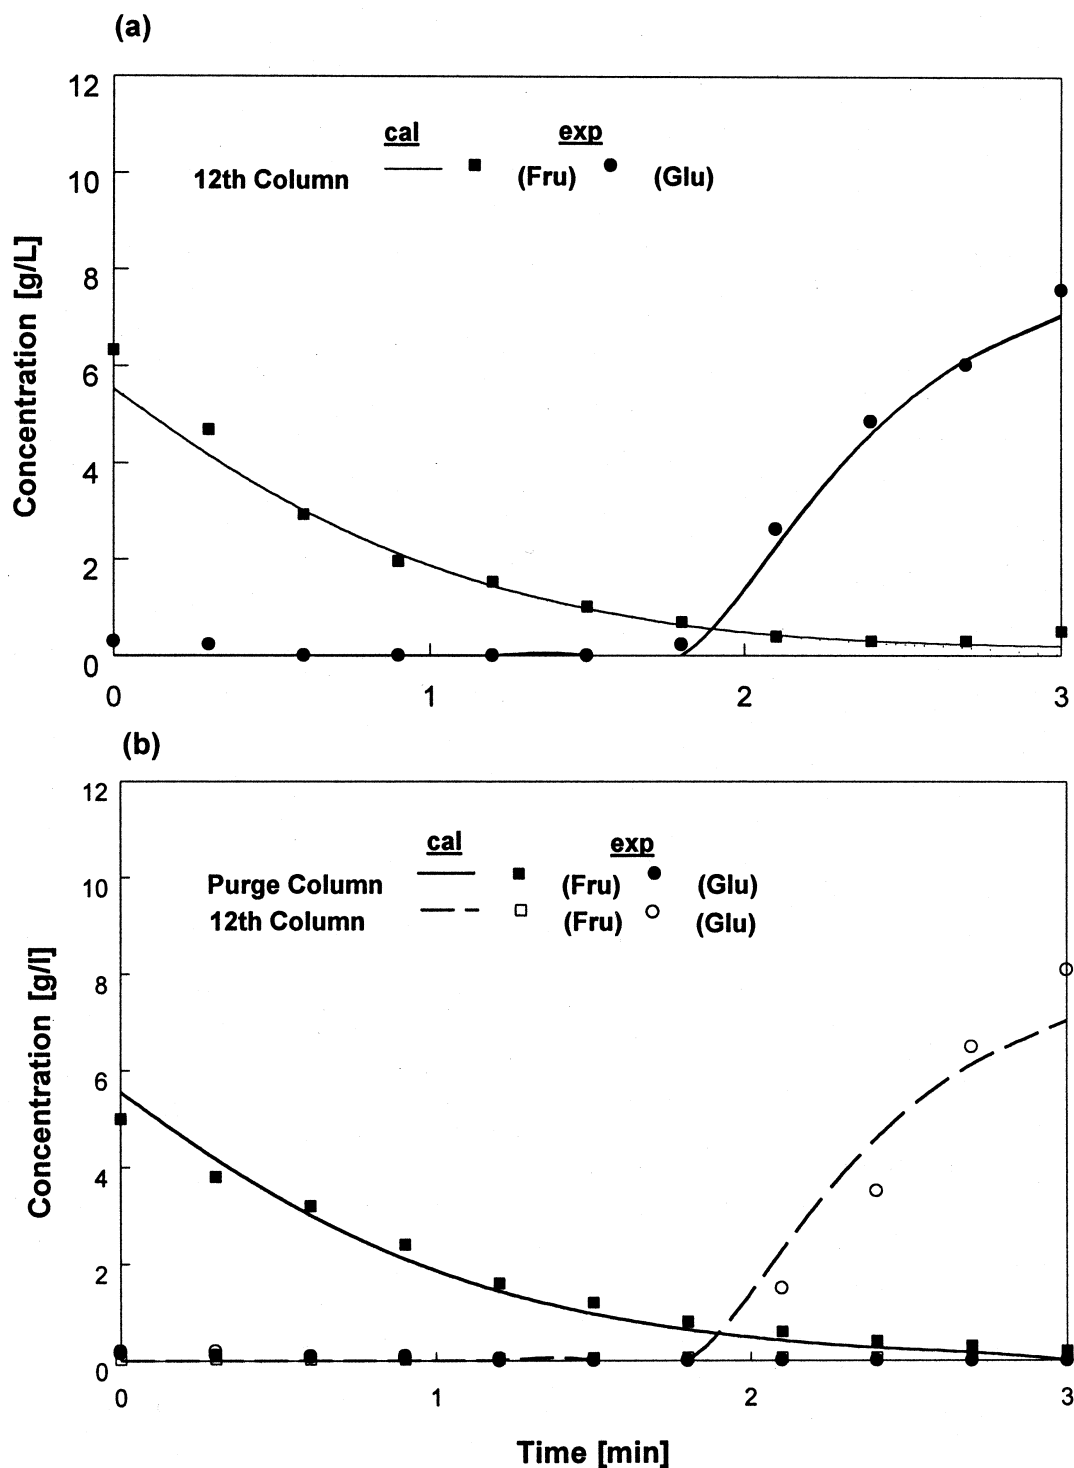 (a)
12
10
8
6
4
2
0
Concentration [g/L]
cal exp
12th Column (Fru) (Glu)
0 1 2 3
(b)
12
10
8
6
4
2
0
Concentration [g/l]
cal exp
Purge Column (Fru) (Glu)
12th Column (Fru) (Glu)
0 1 2 3
Time [min]